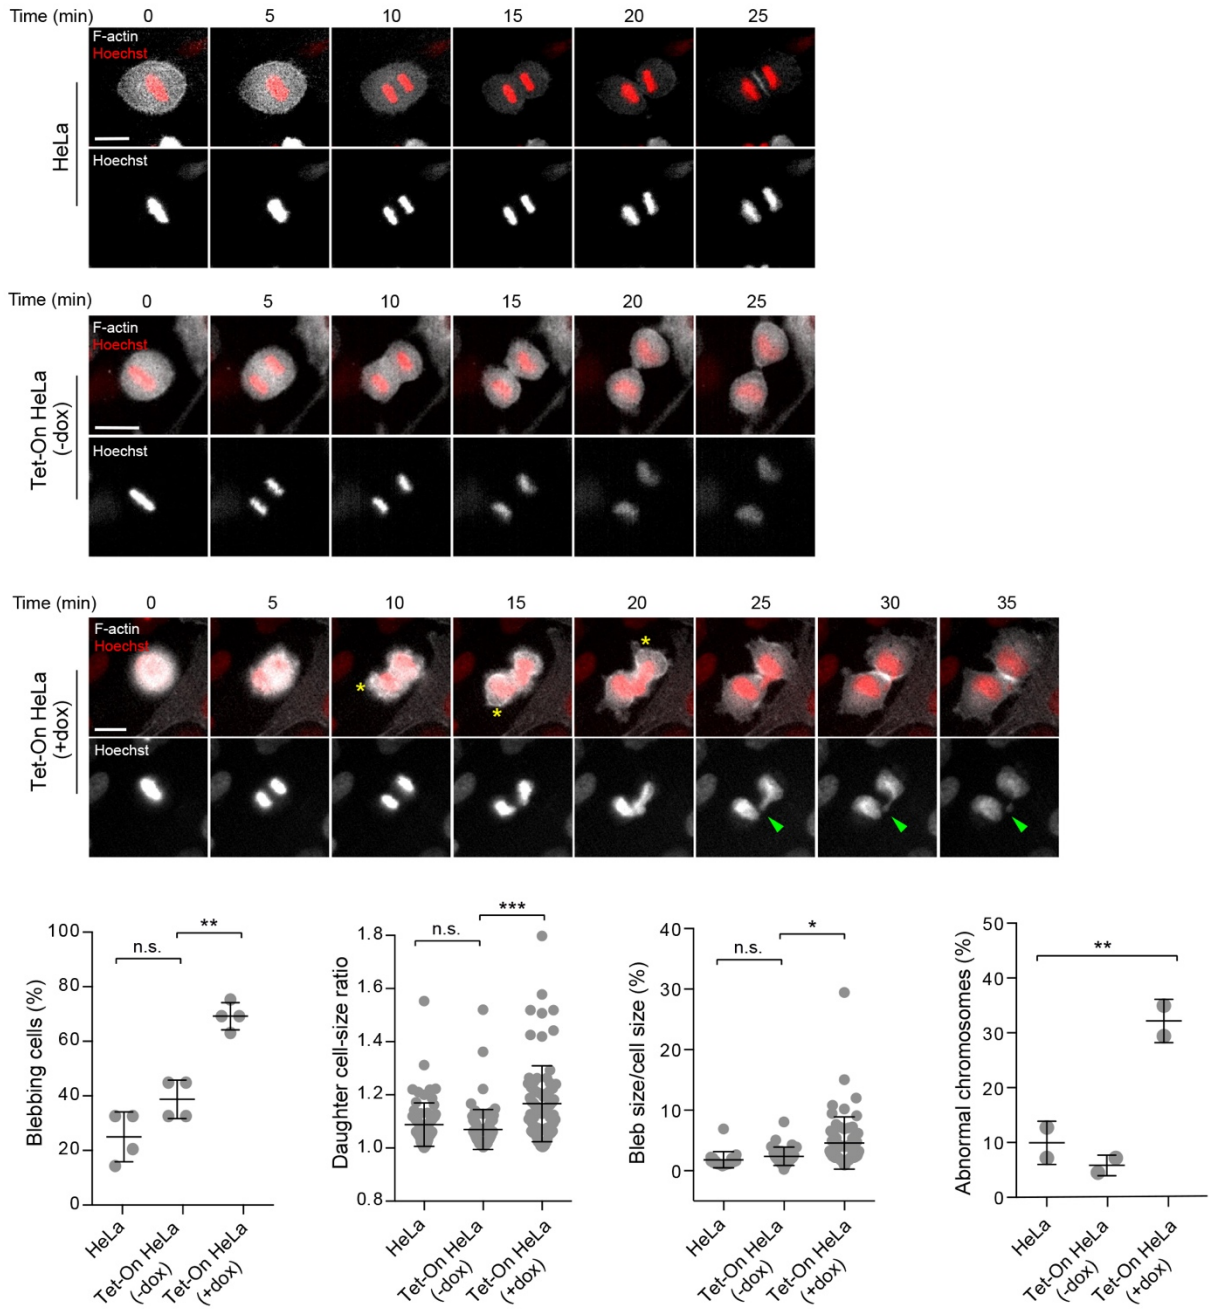 Time (min) 0 5 10 15 20 25
F-actin
Hoechst
HeLa
Hoechst
Time (min) 0 5 10 15 20 25
F-actin
Hoechst
Tet-On HeLa
(-dox)
Hoechst
Time (min) 0 5 10 15 20 25 30 35
F-actin
Hoechst
*
*
*
Tet-On HeLa
(+dox)
Hoechst
Blebbing cells (%)
100
80
60
40
20
0
n.s.
**
HeLa
Tet-On HeLa
(-dox)
Tet-On HeLa
(+dox)
Daughter cell-size ratio
1.8
1.6
1.4
1.2
1.0
0.8
n.s.
***
HeLa
Tet-On HeLa
(-dox)
Tet-On HeLa
(+dox)
Bleb size/cell size (%)
40
30
20
10
0
n.s.
*
HeLa
Tet-On HeLa
(-dox)
Tet-On HeLa
(+dox)
Abnormal chromosomes (%)
50
40
30
20
10
0
**
HeLa
Tet-On HeLa
(-dox)
Tet-On HeLa
(+dox)